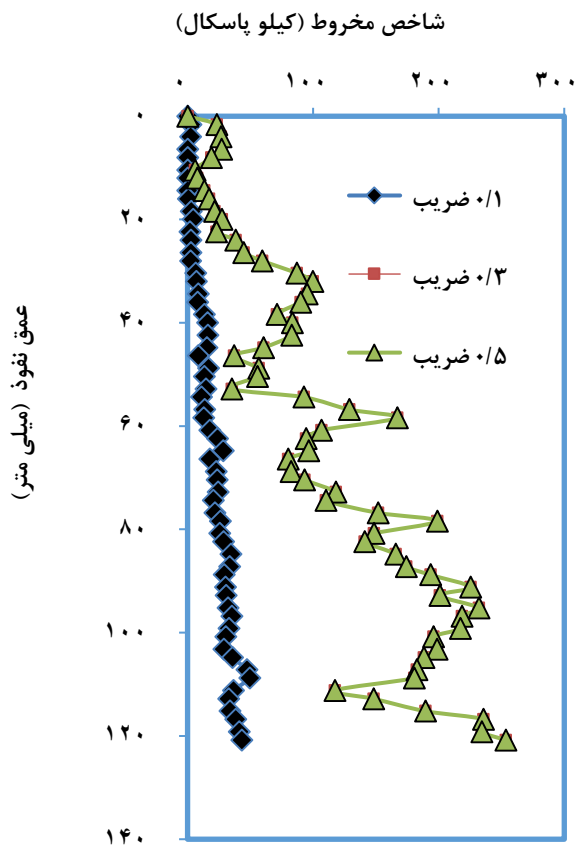 شاخص مخروط (کیلو پاسکال)
۰ ۱۰۰ ۲۰۰ ۳۰۰
۰
۲۰
۴۰
۶۰
۸۰
۱۰۰
۱۲۰
۱۴۰
عمق نفوذ (میلی متر)
ضریب ۰/۱
ضریب ۰/۳
ضریب ۰/۵